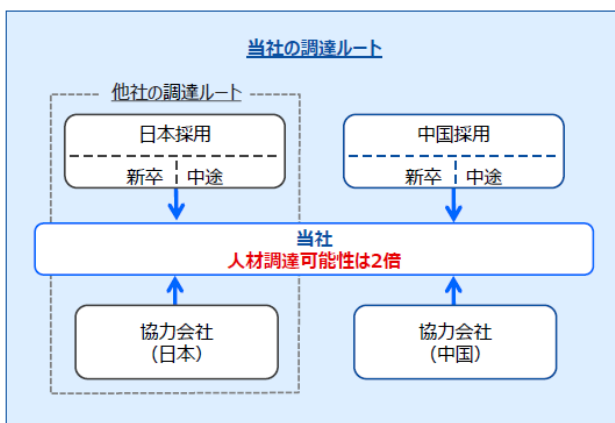 当社の調達ルート
他社の調達ルート
日本採用
新卒 中途
中国採用
新卒 中途
当社
人材調達可能性は2倍
協力会社
(日本)
協力会社
(中国)